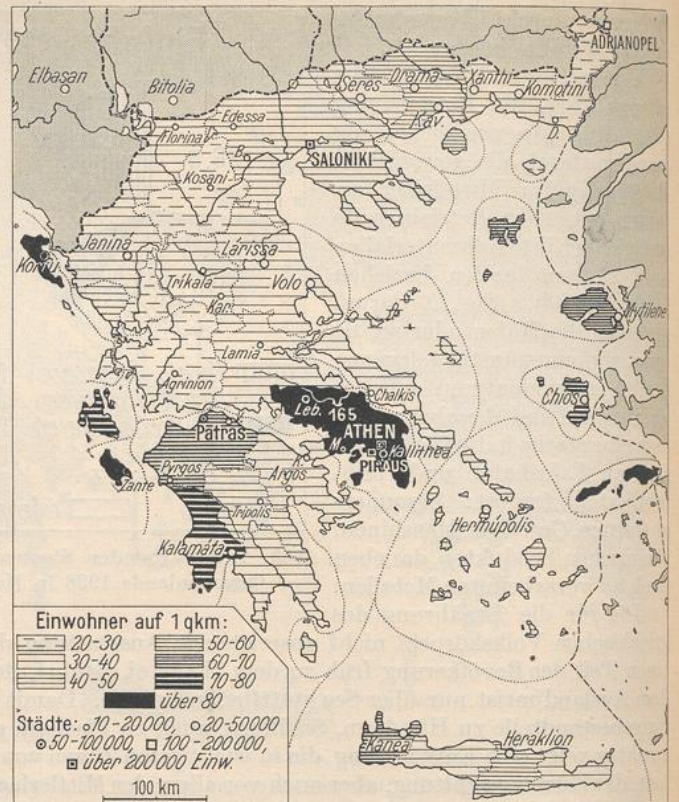 ADRIANOPEL
Elbasan
Bitolia
Seres
Drama
Xanthi
Komotini
Kav.
D.
Edessa
Florina
B.
SALONIKI
Kosani
Korfu
Janina
Lárissa
Trikala
Volo
Kar.
Mytilene
Lamia
Agrinion
Chalkis
Chios
Leb.
165
ATHEN
Patras
M.
Kallithea
PIRÄUS
Pyrgos
K.
Argos
Zante
Tripolis
Hermúpolis
Kalamáta
Kanea
Heráklion
Einwohner auf 1 qkm:
20-30 50-60
30-40 60-70
40-50 70-80
über 80
Städte: 10-20000, 20-50000
50-100000, 100-200000,
über 200000 Einw.
100 km